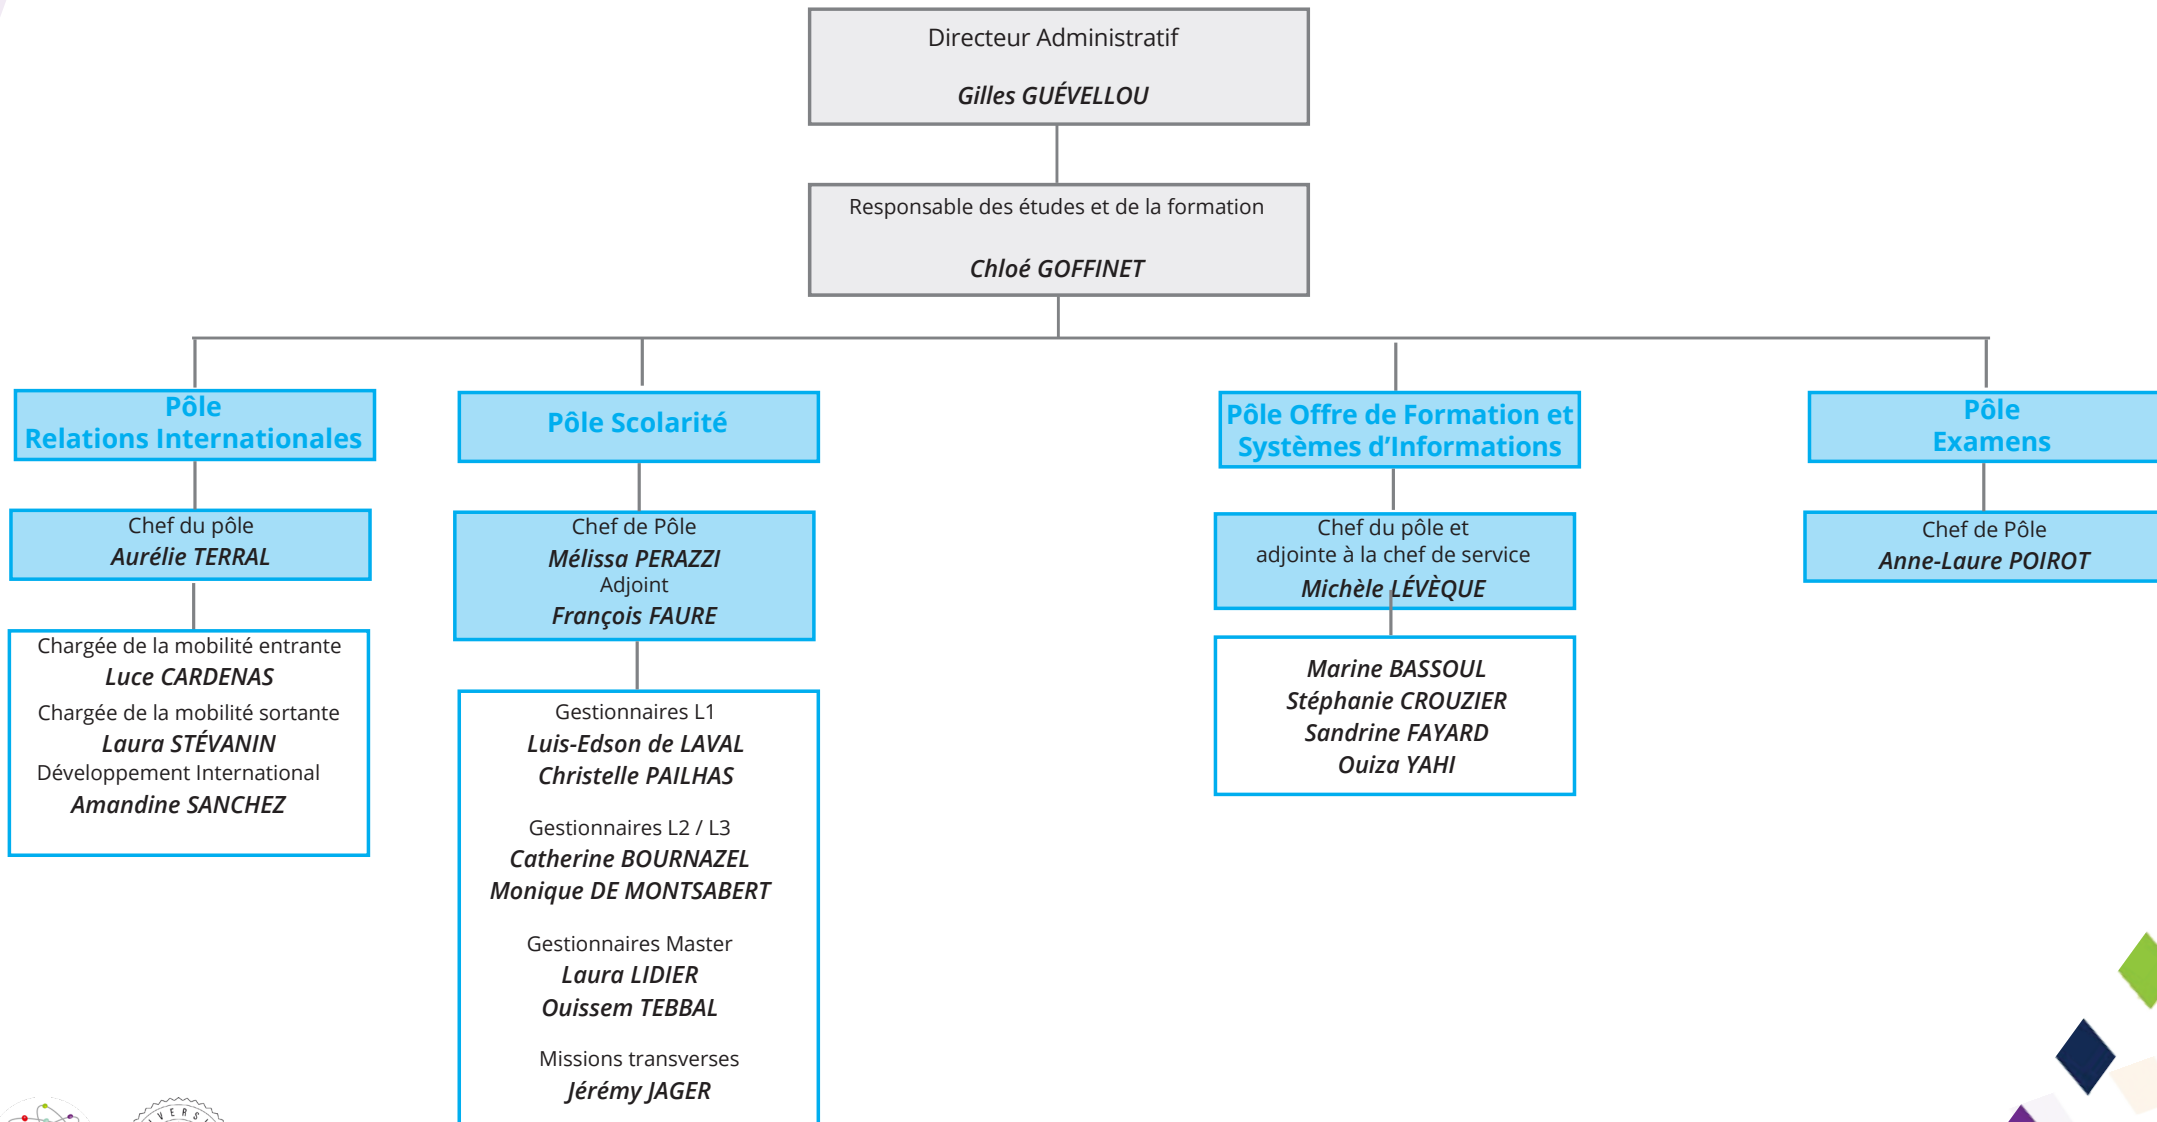 Directeur Administratif
Gilles GUÉVELLOU
Responsable des études et de la formation
Chloé GOFFINET
Pôle
Relations Internationales
Chef du pôle
Aurélie TERRAL
Chargée de la mobilité entrante
Luce CARDENAS
Chargée de la mobilité sortante
Laura STÉVANIN
Développement International
Amandine SANCHEZ
Pôle Scolarité
Chef de Pôle
Mélissa PERAZZI
Adjoint
François FAURE
Gestionnaires L1
Luis-Edson de LAVAL
Christelle PAILHAS
Gestionnaires L2 / L3
Catherine BOURNAZEL
Monique DE MONTSABERT
Gestionnaires Master
Laura LIDIER
Ouissem TEBBAL
Missions transverses
Jérémy JAGER
Pôle Offre de Formation et
Systèmes d’Informations
Chef du pôle et
adjointe à la chef de service
Michèle LÉVÈQUE
Marine BASSOUL
Stéphanie CROUZIER
Sandrine FAYARD
Ouiza YAHI
Pôle
Examens
Chef de Pôle
Anne-Laure POIROT